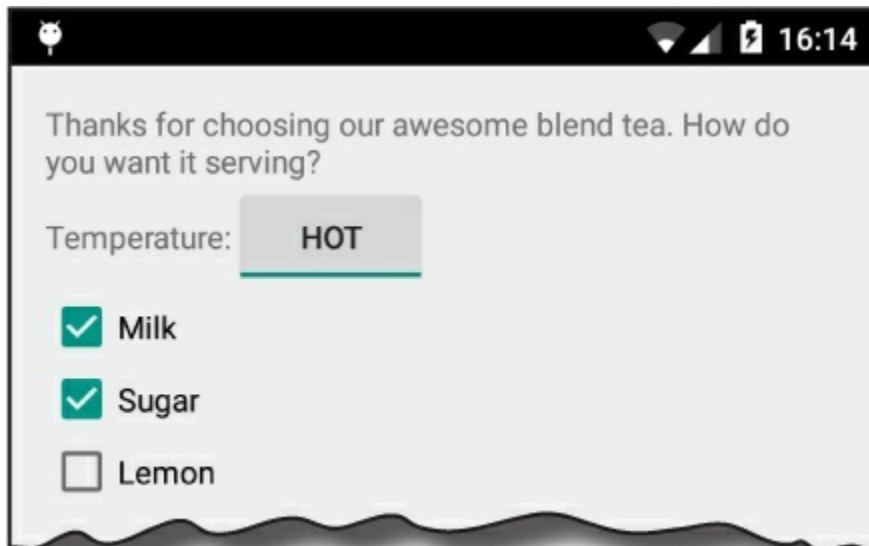 16:14
Thanks for choosing our awesome blend tea. How do
you want it serving?
Temperature: HOT
Milk
Sugar
Lemon